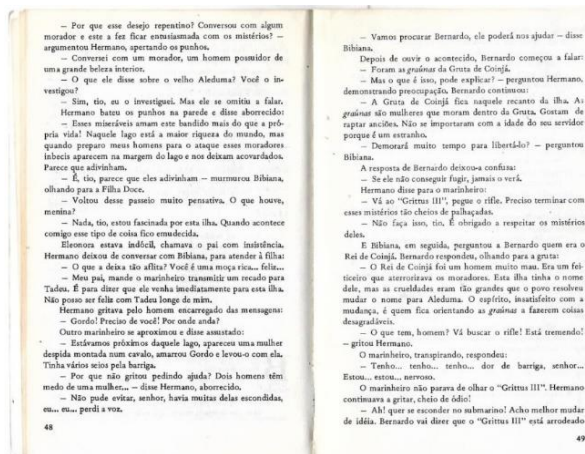 — Por que esse desejo repentino? Conversou com algum
morador e este a fez ficar entusiasmada com os mistérios? —
argumentou Hermano, apertando os punhos.
— Conversei com um morador, um homem possuidor de
uma grande beleza interior.
— O que ele disse sobre o velho Aleduma? Você o in-
vestigou?
— Sim, tio, eu o investiguei. Mas ele se omitiu a falar.
Hermano bateu os punhos na parede e disse aborrecido:
— Esses miseráveis amam este bandido mais do que a pró-
pria vida! Naquele lago está a maior riqueza do mundo, mas
quando preparo meus homens para o ataque esses moradores
imbecis aparecem na margem do lago e nos deixam acovardados.
Parece que adivinham.
— É, tio, parece que eles adivinham — murmurou Bibiana,
olhando para a Filha Doce.
— Voltou desse passeio muito pensativa. O que houve,
menina?
— Nada, tio, estou fascinada por esta ilha. Quando acontece
comigo esse tipo de coisa fico emudecida.
Eleonora estava indócil, chamava o pai com insistência.
Hermano deixou de conversar com Bibiana, para atender à filha:
— O que a deixa tão aflita? Você é uma moça rica... feliz...
— Meu pai, mande o marinheiro transmitir um recado para
Tadeu. É para dizer que ele venha imediatamente para esta ilha.
Não posso ser feliz com Tadeu longe de mim.
Hermano gritava pelo homem encarregado das mensagens:
— Gordo! Preciso de você! Por onde anda?
Outro marinheiro se aproximou e disse assustado:
— Estávamos próximos daquele lago, apareceu uma mulher
despida montada num cavalo, amarrou Gordo e levou-o com ela.
Tinha vários seios pela barriga.
— Por que não gritou pedindo ajuda? Dois homens têm
medo de uma mulher... — disse Hermano, aborrecido.
— Não pude evitar, senhor, havia muitas delas escondidas,
eu... eu... perdi a voz.
48
— Vamos procurar Bernardo, ele poderá nos ajudar — disse
Bibiana.
Depois de ouvir o acontecido, Bernardo começou a falar:
— Foram as graúnas da Gruta de Coinjá.
— Mas o que é isso, pode explicar? — perguntou Hermano,
demonstrando preocupação. Bernardo continuou:
— A Gruta de Coinjá fica naquele recanto da ilha. As
graúnas são mulheres que moram dentro da Gruta. Gostam de
raptar anciões. Não se importaram com a idade do seu servidor
porque é um estranho.
— Demorará muito tempo para libertá-lo? — perguntou
Bibiana.
A resposta de Bernardo deixou-a confusa:
— Se ele não conseguir fugir, jamais o verá.
Hermano disse para o marinheiro:
— Vá ao "Grittus III", pegue o rifle. Preciso terminar com
esses mistérios tão cheios de palhaçadas.
— Não faça isso, tio. É obrigado a respeitar os mistérios
deles.
E Bibiana, em seguida, perguntou a Bernardo quem era o
Rei de Coinjá. Bernardo respondeu, olhando para a gruta:
— O Rei de Coinjá foi um homem muito mau. Era um fei-
ticeiro que aterrorizava os moradores. Esta ilha tinha o nome
dele, mas as crueldades eram tão grandes que o povo resolveu
mudar o nome para Aleduma. O espírito, insatisfeito com a
mudança, é quem fica orientando as graúnas a fazerem coisas
desagradáveis.
— O que tem, homem? Vá buscar o rifle! Está tremendo!
— gritou Hermano.
O marinheiro, transpirando, respondeu:
— Tenho... tenho... tenho... dor de barriga, senhor...
Estou... estou... nervoso.
O marinheiro não parava de olhar o "Grittus III". Hermano
continuava a gritar, cheio de ódio!
— Ah! quer se esconder no submarino! Acho melhor mudar
de idéia. Bernardo vai dizer que o "Grittus III" está arrodeado
49